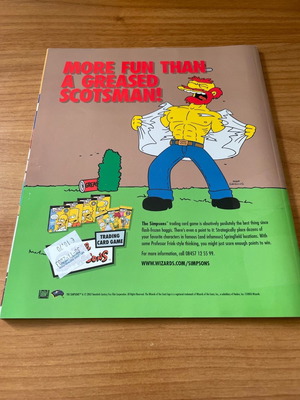 MORE FUN THAN
A GREASED
SCOTSMAN!
TRADING
CARD GAME
The Simpsons™ trading card game is absolutely positutely the best thing since
flash-frozen haggis. There's even a point to it: Strategically place dozens of
your favorite characters in famous (and infamous) Springfield locations. With
some Professor Frink-style thinking, you might just score enough points to win.
For more information, call 08457 12 55 99.
WWW.WIZARDS.COM/SIMPSONS